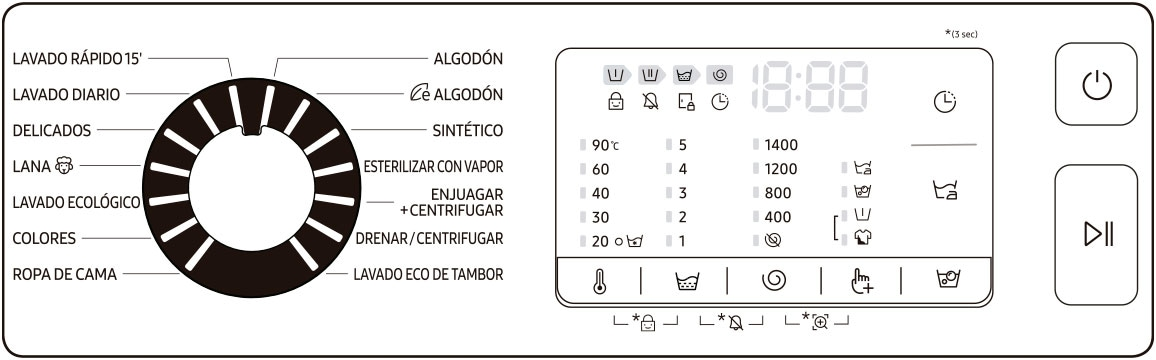 *(3 sec)
LAVADO RÁPIDO 15'
LAVADO DIARIO
DELICADOS
LANA
LAVADO ECOLÓGICO
COLORES
ROPA DE CAMA
ALGODÓN
ALGODÓN
SINTÉTICO
ESTERILIZAR CON VAPOR
ENJUAGAR
+CENTRIFUGAR
DRENAR/CENTRIFUGAR
LAVADO ECO DE TAMBOR
18:88
90℃ 5 1400
60 4 1200
40 3 800
30 2 400
20 1
* * *